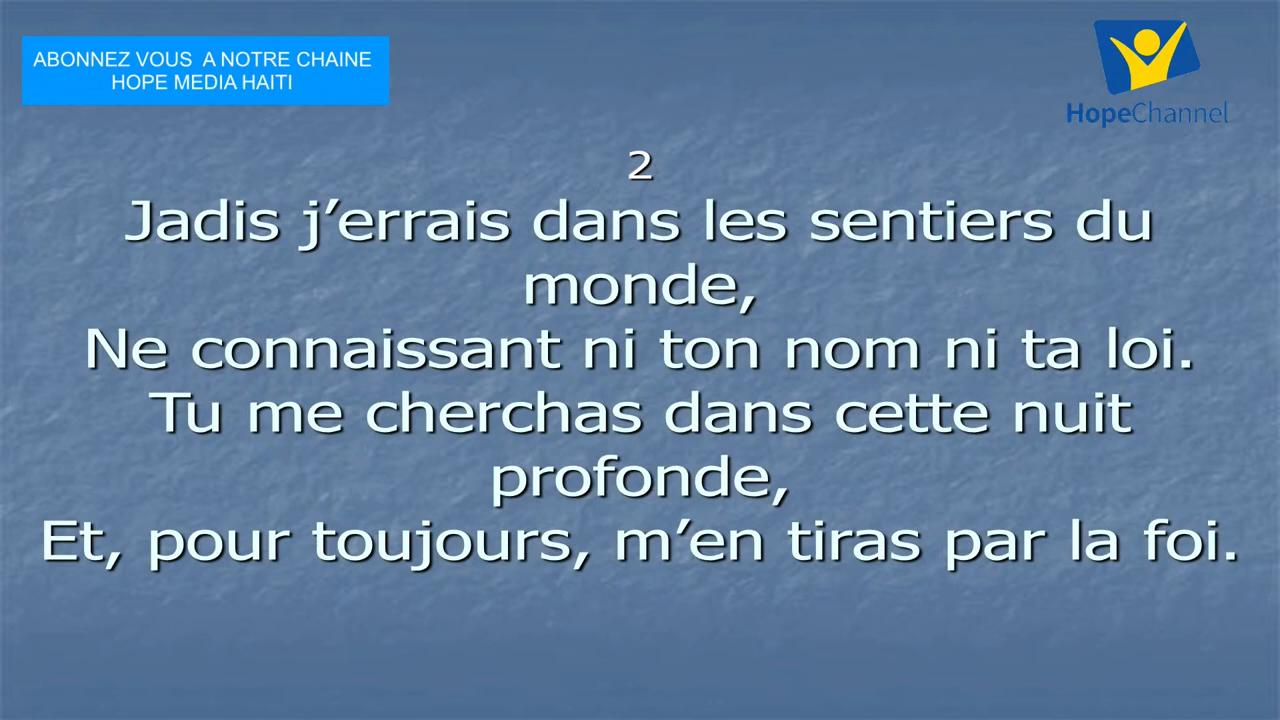 ABONNEZ VOUS A NOTRE CHAINE
HOPE MEDIA HAITI
HopeChannel
2
Jadis j’errais dans les sentiers du
monde,
Ne connaissant ni ton nom ni ta loi.
Tu me cherchas dans cette nuit
profonde,
Et, pour toujours, m’en tiras par la foi.